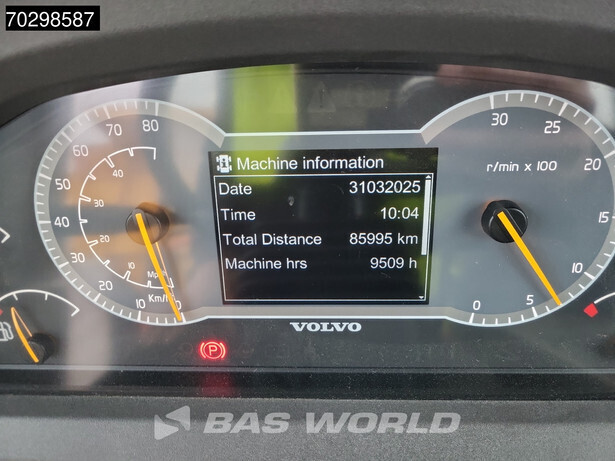 70298587
Machine information
Date 31032025
Time 10:04
Total Distance 85995 km
Machine hrs 9509 h
80
70
60
50
40
30
20
10
0
40
30
20
10
Km/h
r/min x 100
30
25
20
15
10
5
0
VOLVO
P
BAS WORLD